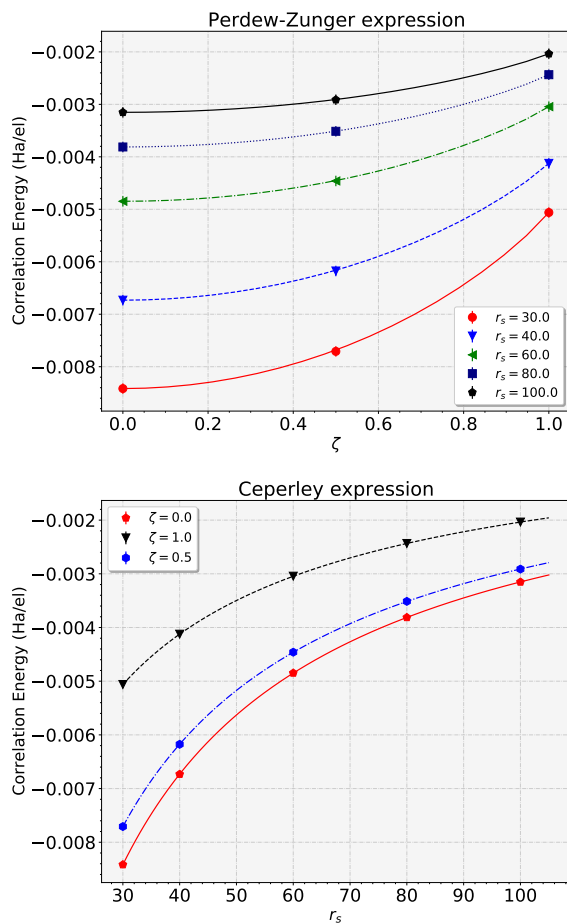 Perdew-Zunger expression
−0.002
−0.003
−0.004
−0.005
−0.006
−0.007
−0.008
Correlation Energy (Ha/el)
r_s = 30.0
r_s = 40.0
r_s = 60.0
r_s = 80.0
r_s = 100.0
0.0 0.2 0.4 0.6 0.8 1.0
ζ
Ceperley expression
ζ = 0.0
ζ = 1.0
ζ = 0.5
−0.002
−0.003
−0.004
−0.005
−0.006
−0.007
−0.008
Correlation Energy (Ha/el)
30 40 50 60 70 80 90 100
r_s